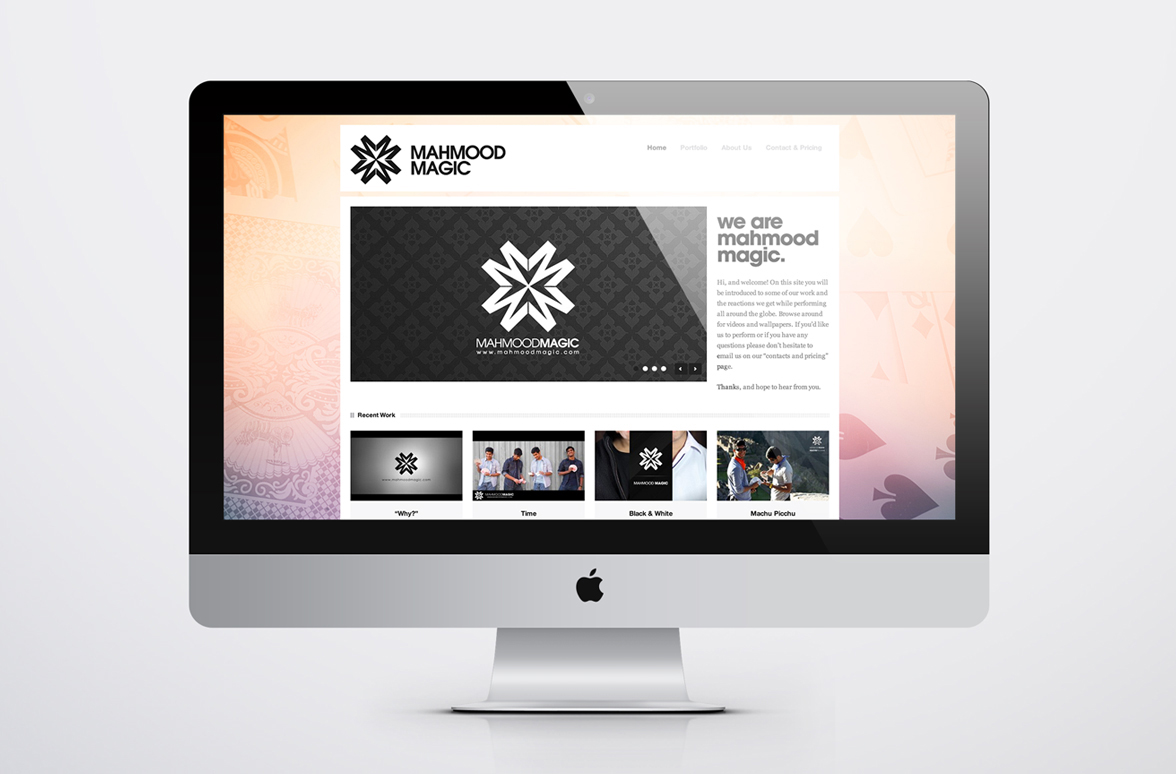 MAHMOOD
MAGIC
Home Portfolio About Us Contact & Pricing
MAHMOODMAGIC
www.mahmoodmagic.com
we are
mahmood
magic.
Hi, and welcome! On this site you will
be introduced to some of our work and
the reactions we get while performing
all around the globe. Browse around
for videos and wallpapers. If you'd like
us to perform or if you have any
questions please don't hesitate to
email us on our "contacts and pricing"
page.
Thanks, and hope to hear from you.
Recent Work
www.mahmoodmagic.com
MAHMOODMAGIC
MAHMOOD MAGIC
"Why?"
Time
Black & White
Machu Picchu